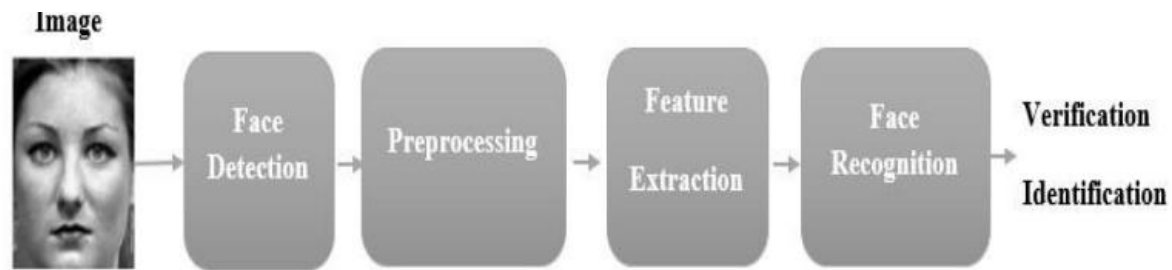 Image
Face
Detection
Preprocessing
Feature
Extraction
Face
Recognition
Verification
Identification